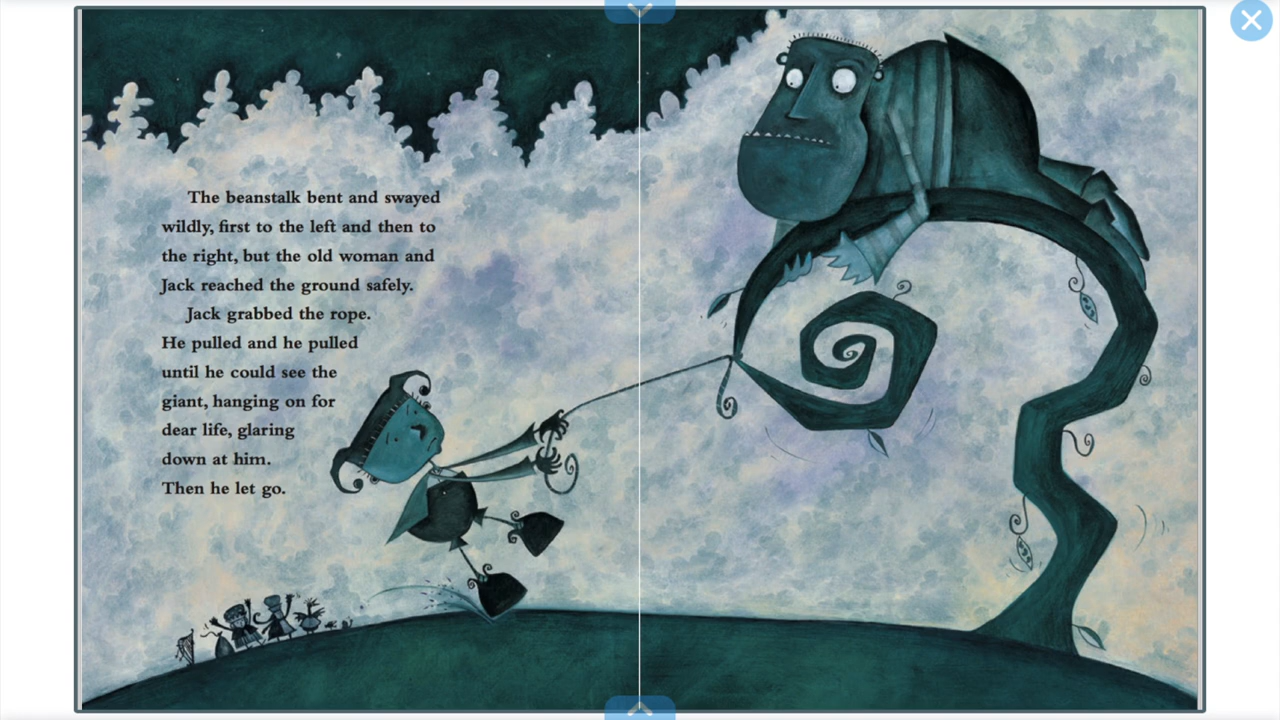 The beanstalk bent and swayed
wildly, first to the left and then to
the right, but the old woman and
Jack reached the ground safely.
Jack grabbed the rope.
He pulled and he pulled
until he could see the
giant, hanging on for
dear life, glaring
down at him.
Then he let go.